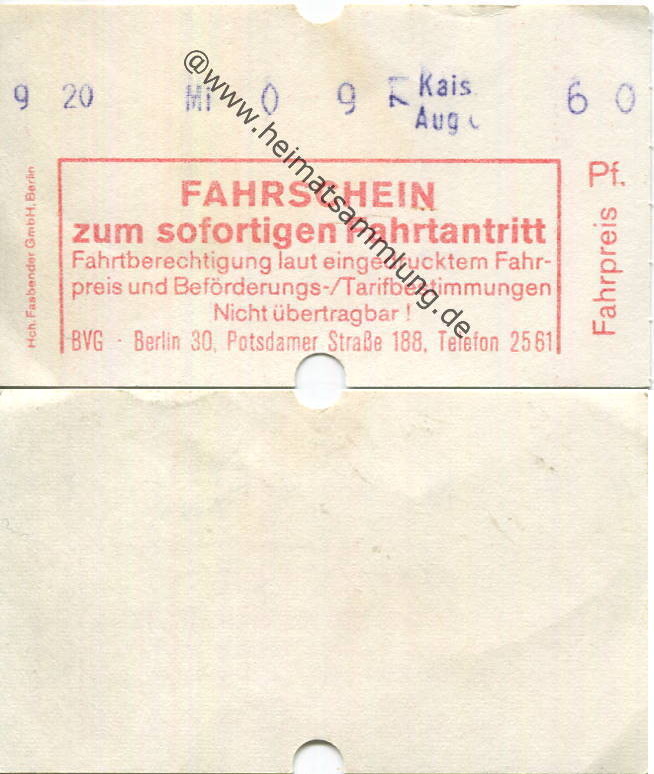 9 20 Mi 0 9 Kais
Aug
6 0
FAHRSCHEIN
zum sofortigen Fahrtantritt
Fahrtberechtigung laut eingedrucktem Fahr-
preis und Beförderungs-/Tarifbestimmungen
Nicht übertragbar !
BVG · Berlin 30, Potsdamer Straße 188, Telefon 2561
Pf.
Fahrpreis
Hch. Fasbender GmbH, Berlin
@www.heimatsammlung.de